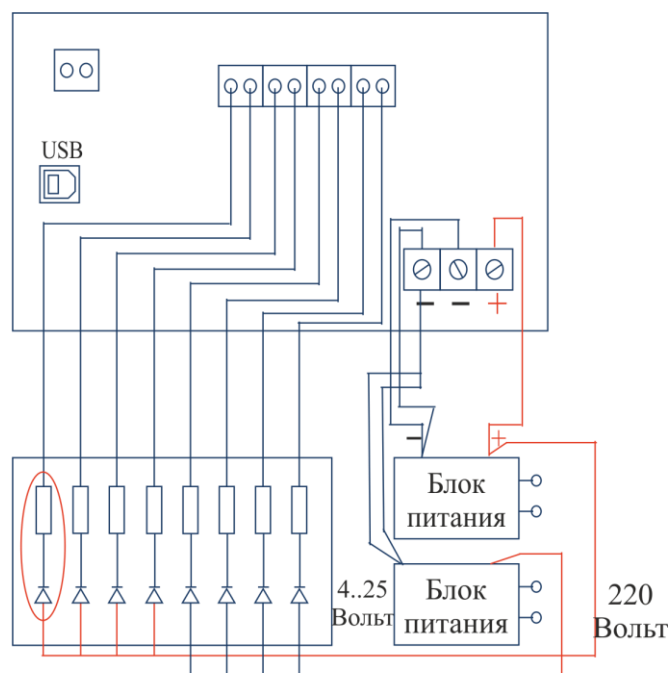 USB
− − +
− +
Блок
питания
4..25
Вольт
Блок
питания
220
Вольт